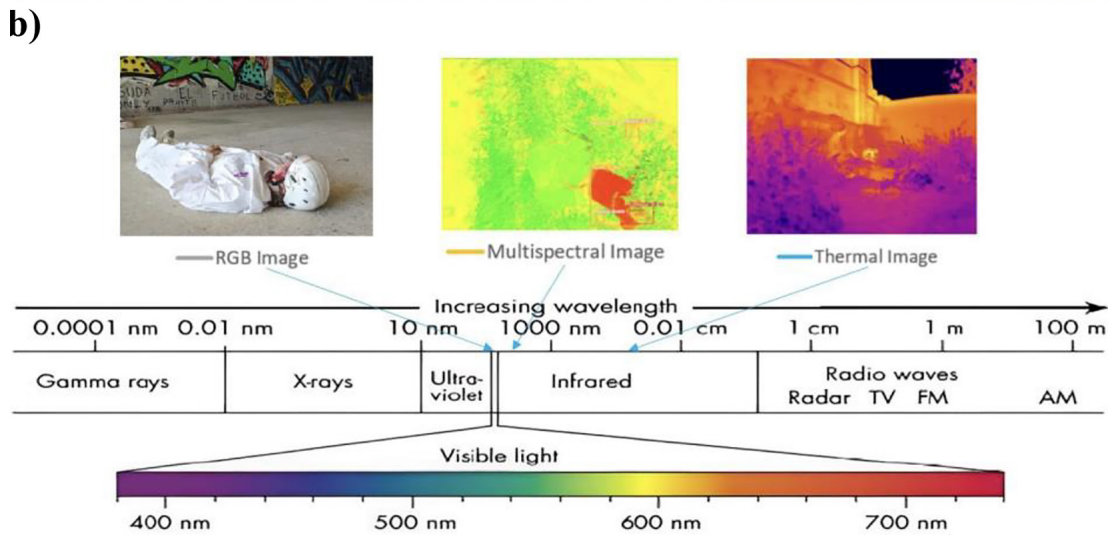 b)
EL
RGB Image
Multispectral Image
Thermal Image
Increasing wavelength
0.0001 nm 0.01 nm 10 nm 1000 nm 0.01 cm 1 cm 1 m 100 m
Gamma rays X-rays Ultra-
violet Infrared Radio waves
Radar TV FM AM
Visible light
400 nm 500 nm 600 nm 700 nm